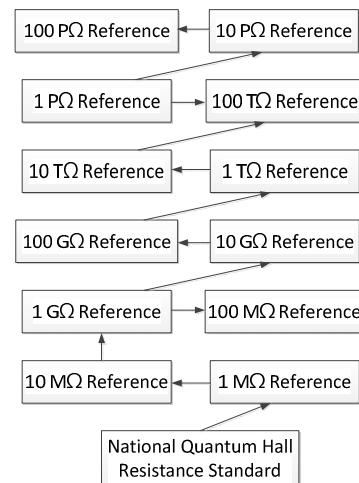 100 PΩ Reference
10 PΩ Reference
1 PΩ Reference
100 TΩ Reference
10 TΩ Reference
1 TΩ Reference
100 GΩ Reference
10 GΩ Reference
1 GΩ Reference
100 MΩ Reference
10 MΩ Reference
1 MΩ Reference
National Quantum Hall
Resistance Standard